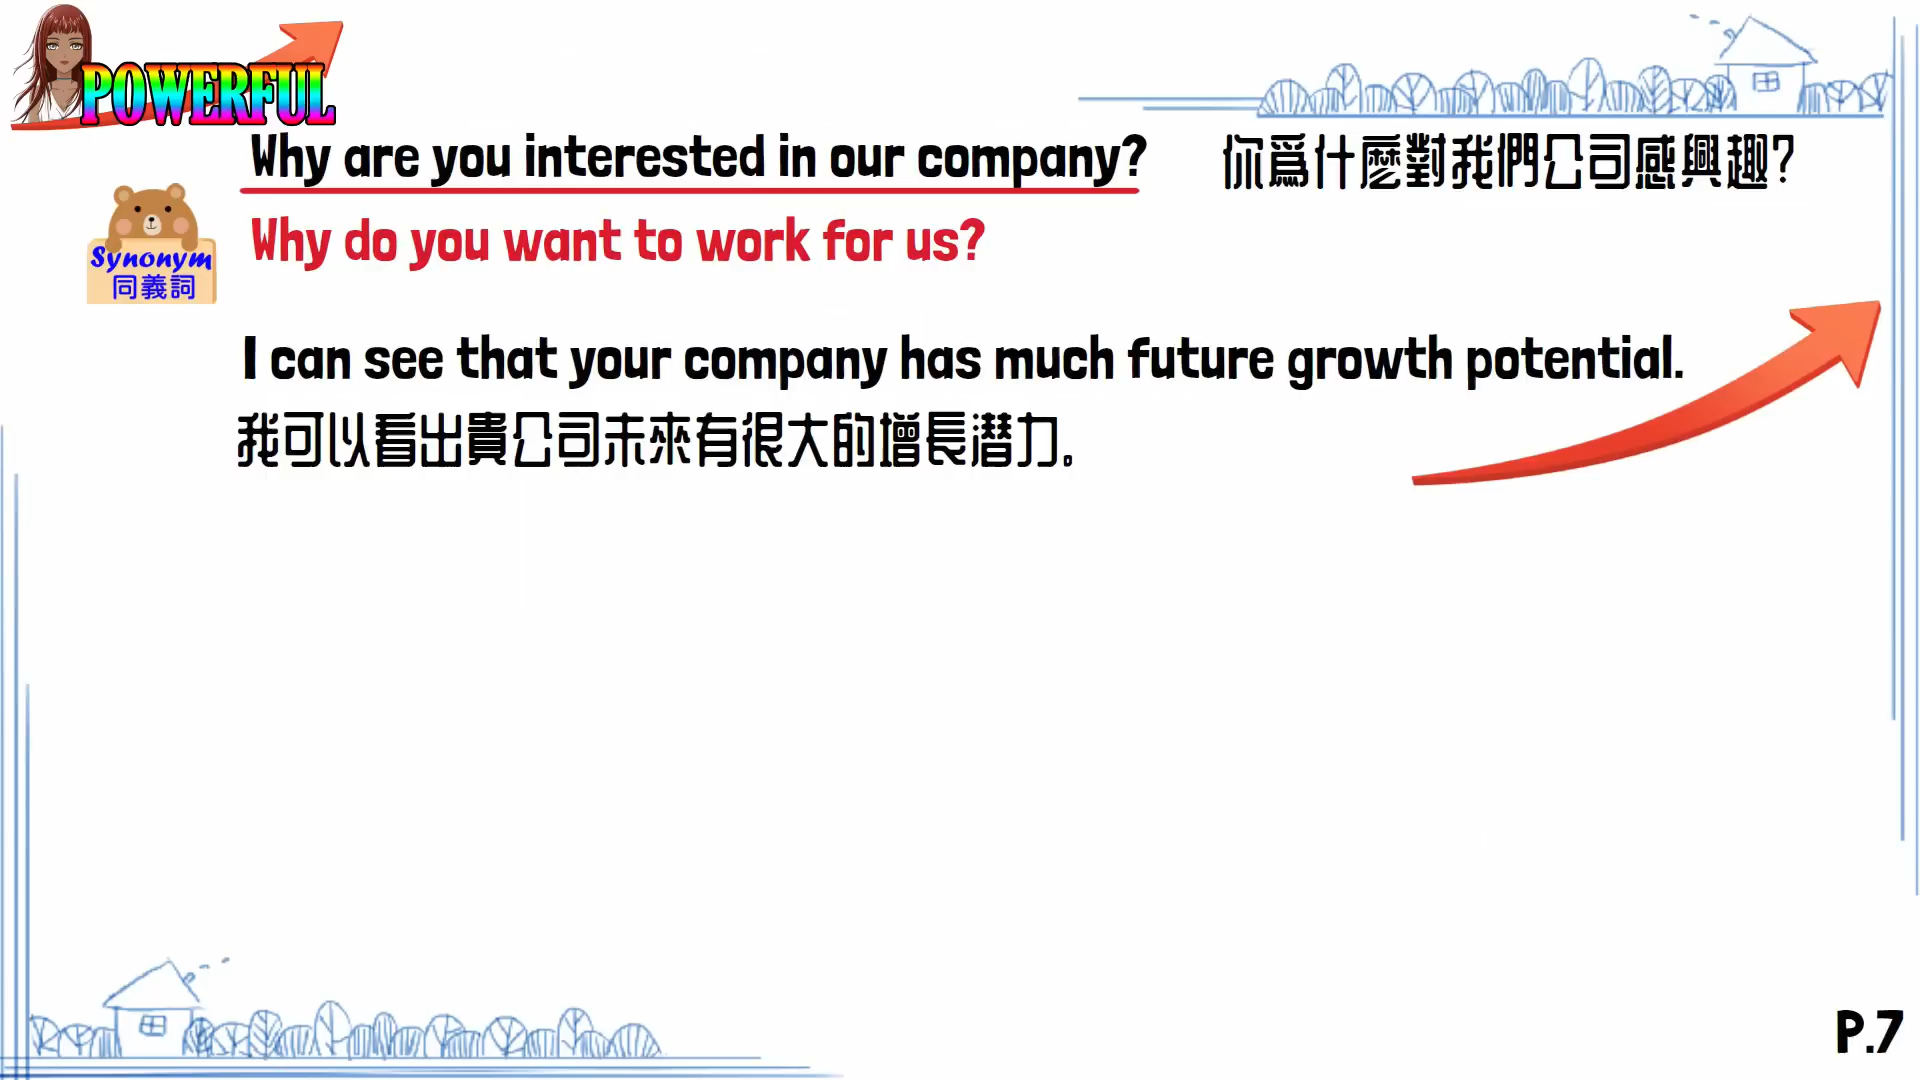 POWERFUL
Why are you interested in our company? 你爲什麼對我們公司感興趣?
Why do you want to work for us?
Synonym
同義詞
I can see that your company has much future growth potential.
我可以看出貴公司未來有很大的增長潛力。
P.7